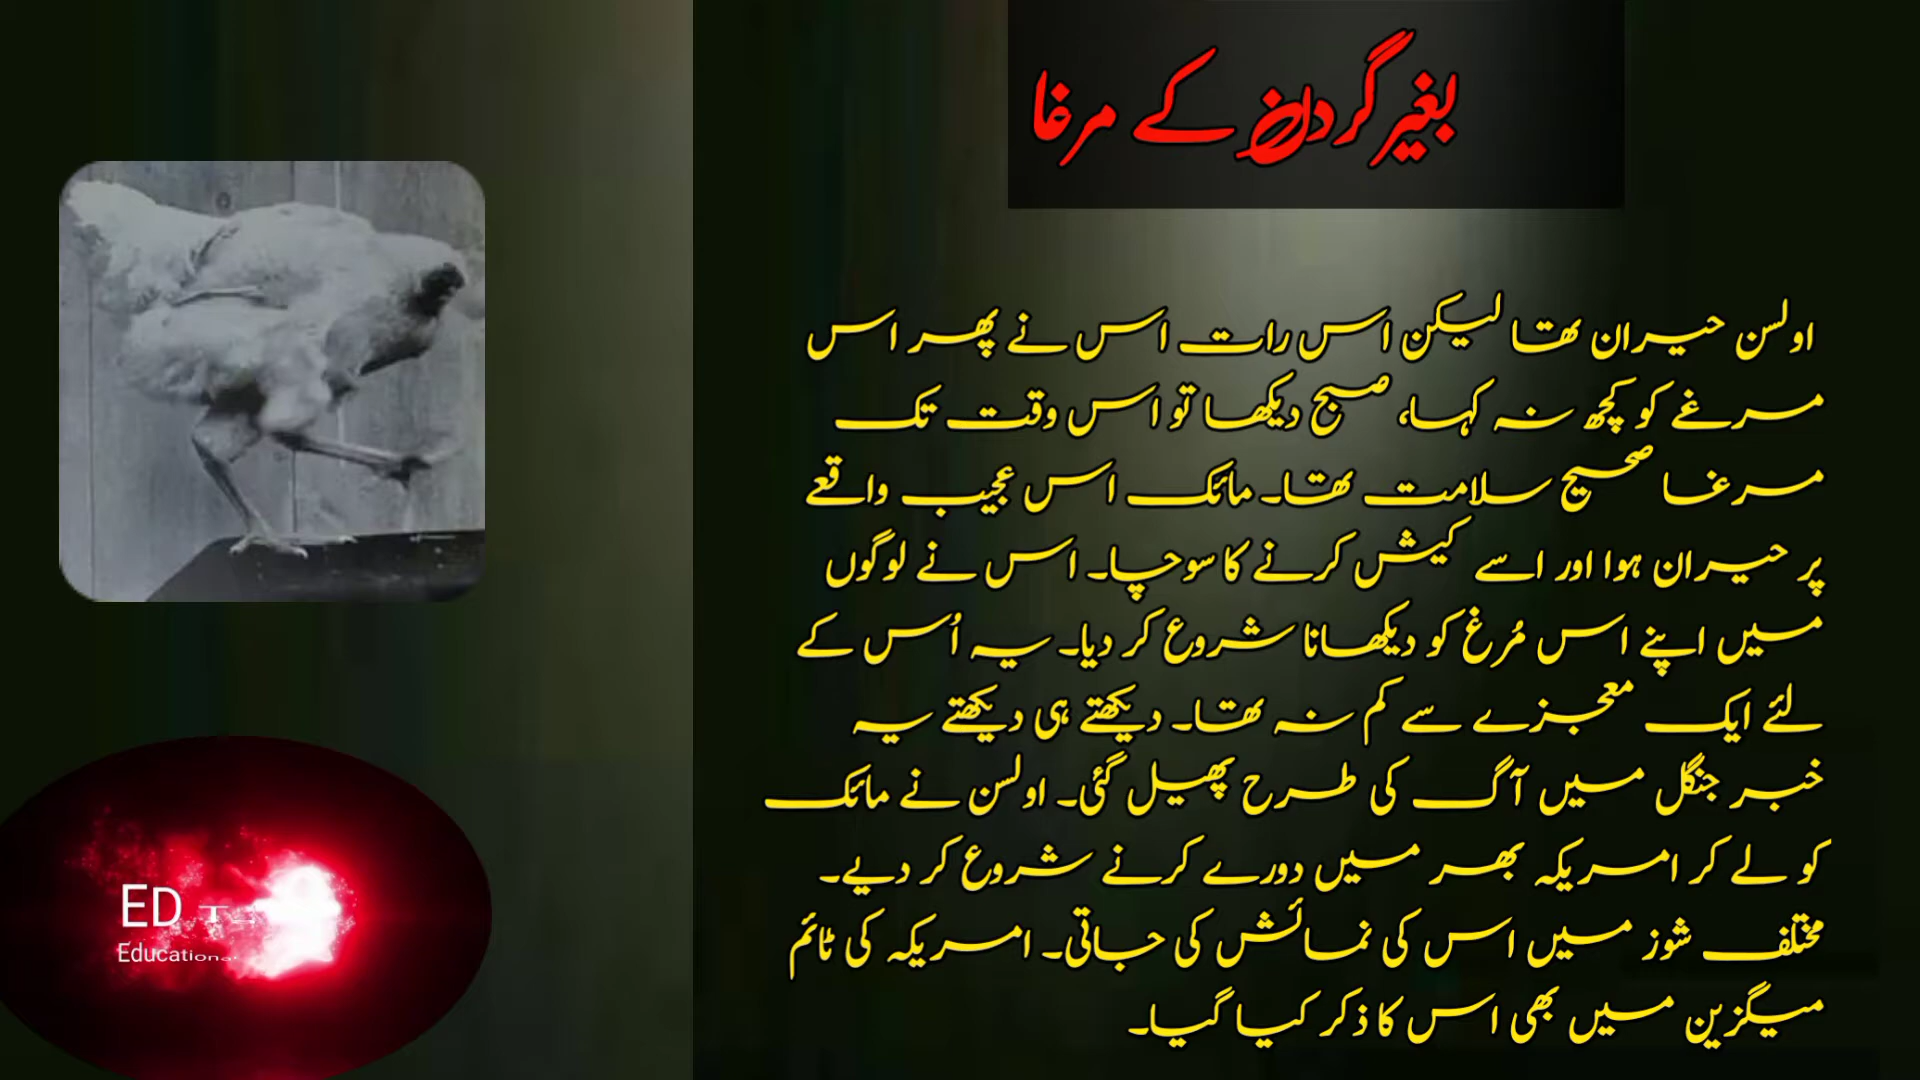 بغیر گردن کے مرغا
اولسن حیران تھا لیکن اس رات اس نے پھر اس
مرغے کو کچھ نہ کہا، صبح دیکھا تو اس وقت تک
مرغا صحیح سلامت تھا۔ مائک اس عجیب واقعے
پر حیران ہوا اور اسے کیش کرنے کا سوچا۔ اس نے لوگوں
میں اپنے اس مُرغ کو دیکھانا شروع کر دیا۔ یہ اُس کے
لئے ایک معجزے سے کم نہ تھا۔ دیکھتے ہی دیکھتے یہ
خبر جنگل میں آگ کی طرح پھیل گئی۔ اولسن نے مائک
کو لے کر امریکہ بھر میں دورے کرنے شروع کر دیے۔
مختلف شوز میں اس کی نمائش کی جاتی۔ امریکہ کی ٹائم
میگزین میں بھی اس کا ذکر کیا گیا۔
ED
Educational